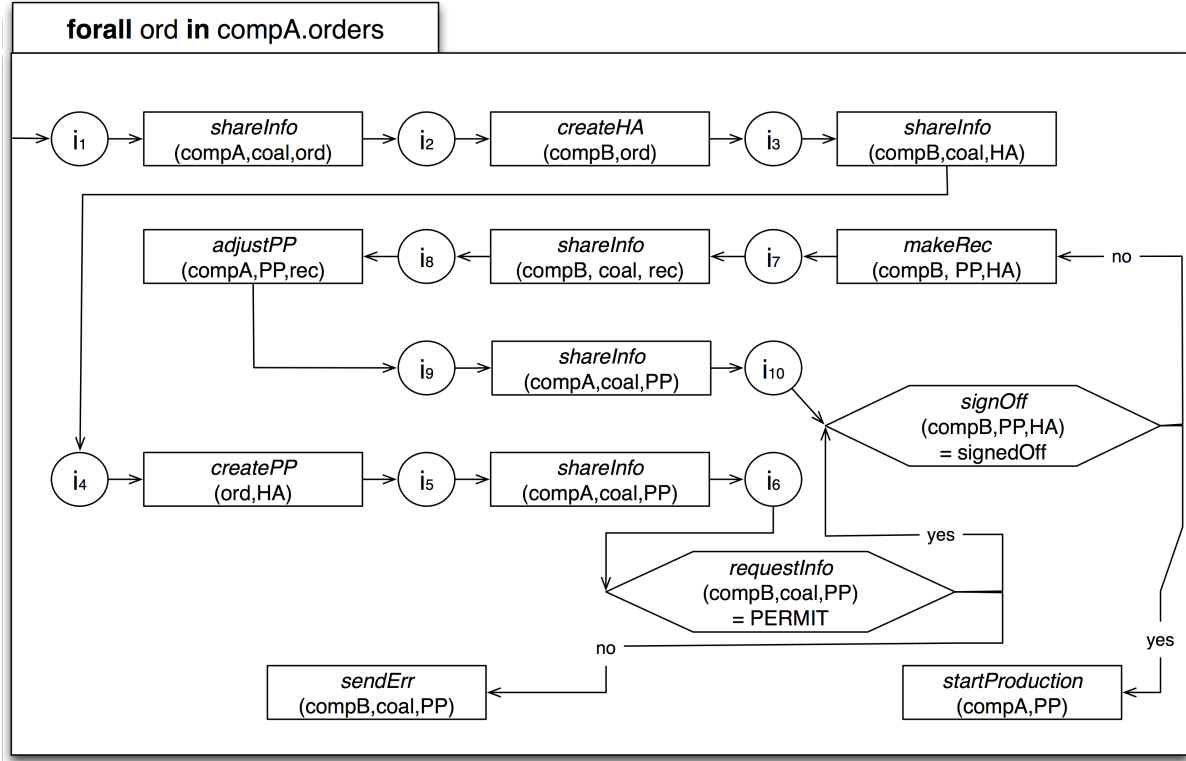 forall ord in compA.orders
i1
shareInfo
(compA,coal,ord)
i2
createHA
(compB,ord)
i3
shareInfo
(compB,coal,HA)
adjustPP
(compA,PP,rec)
i8
shareInfo
(compB, coal, rec)
i7
makeRec
(compB, PP,HA)
no
i9
shareInfo
(compA,coal,PP)
i10
signOff
(compB,PP,HA)
= signedOff
i4
createPP
(ord,HA)
i5
shareInfo
(compA,coal,PP)
i6
yes
requestInfo
(compB,coal,PP)
= PERMIT
no
yes
sendErr
(compB,coal,PP)
startProduction
(compA,PP)